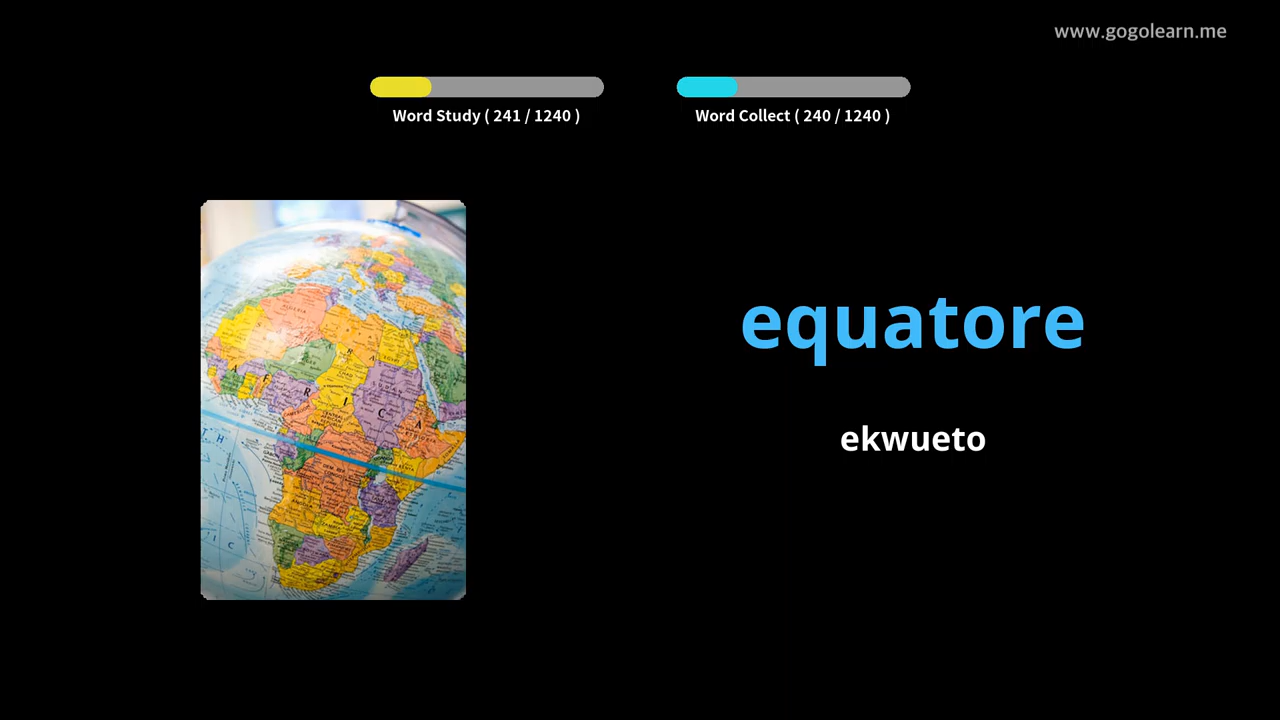 www.gogolearn.me
Word Study ( 241 / 1240 )
Word Collect ( 240 / 1240 )
equatore
ekwueto
A F R I C A